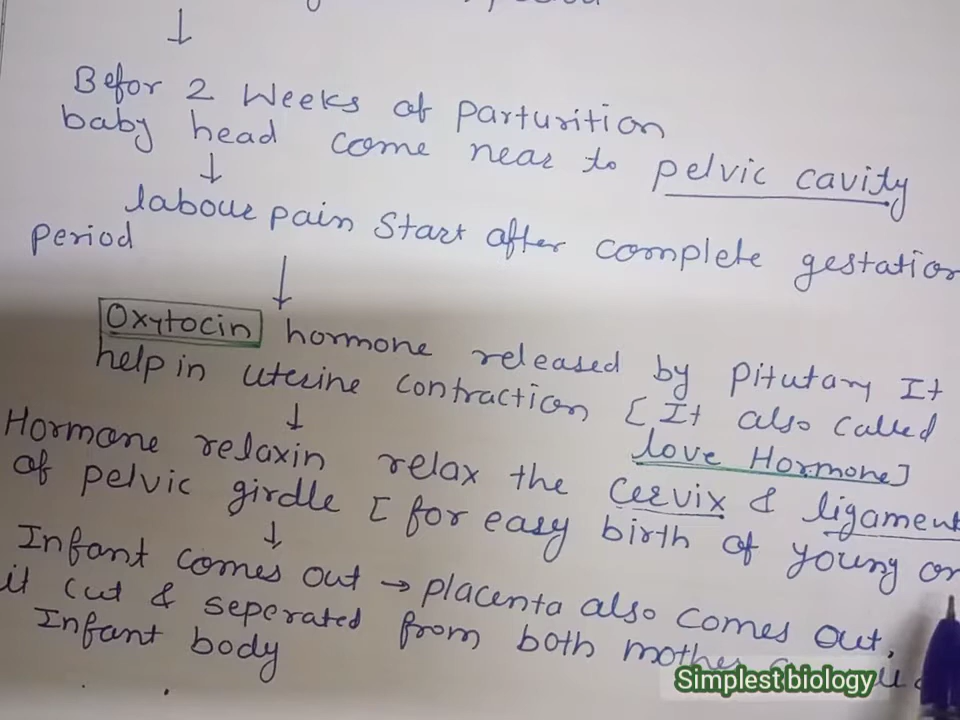 Befor 2 Weeks of parturition
baby head come near to pelvic cavity
labour pain start after complete gestation
period
Oxytocin hormone released by pitutary It
help in uterine contraction [It also called
love Hormone]
Hormone relaxin relax the cervix & ligament
of pelvic girdle [for easy birth of young
Infant comes out → placenta also comes out,
it cut & seperated from both mother
Infant body
Simplest biology